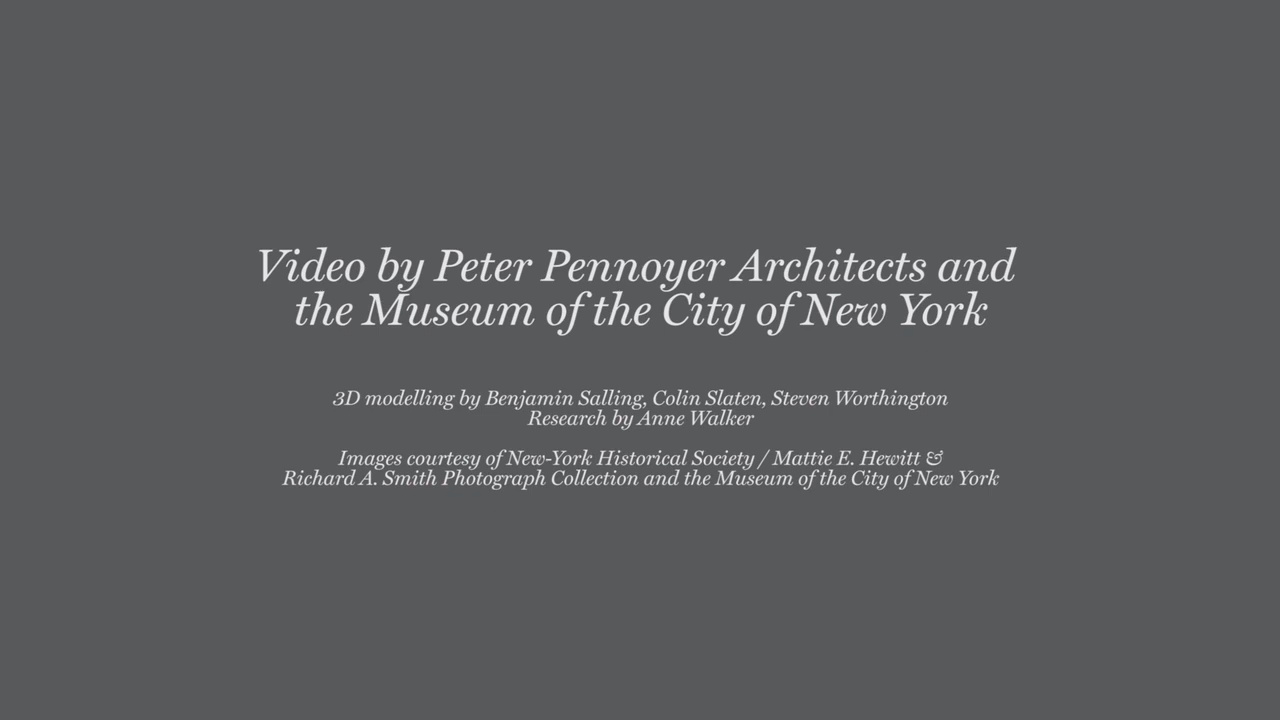 Video by Peter Pennoyer Architects and
the Museum of the City of New York
3D modelling by Benjamin Salling, Colin Slaten, Steven Worthington
Research by Anne Walker
Images courtesy of New-York Historical Society / Mattie E. Hewitt &
Richard A. Smith Photograph Collection and the Museum of the City of New York